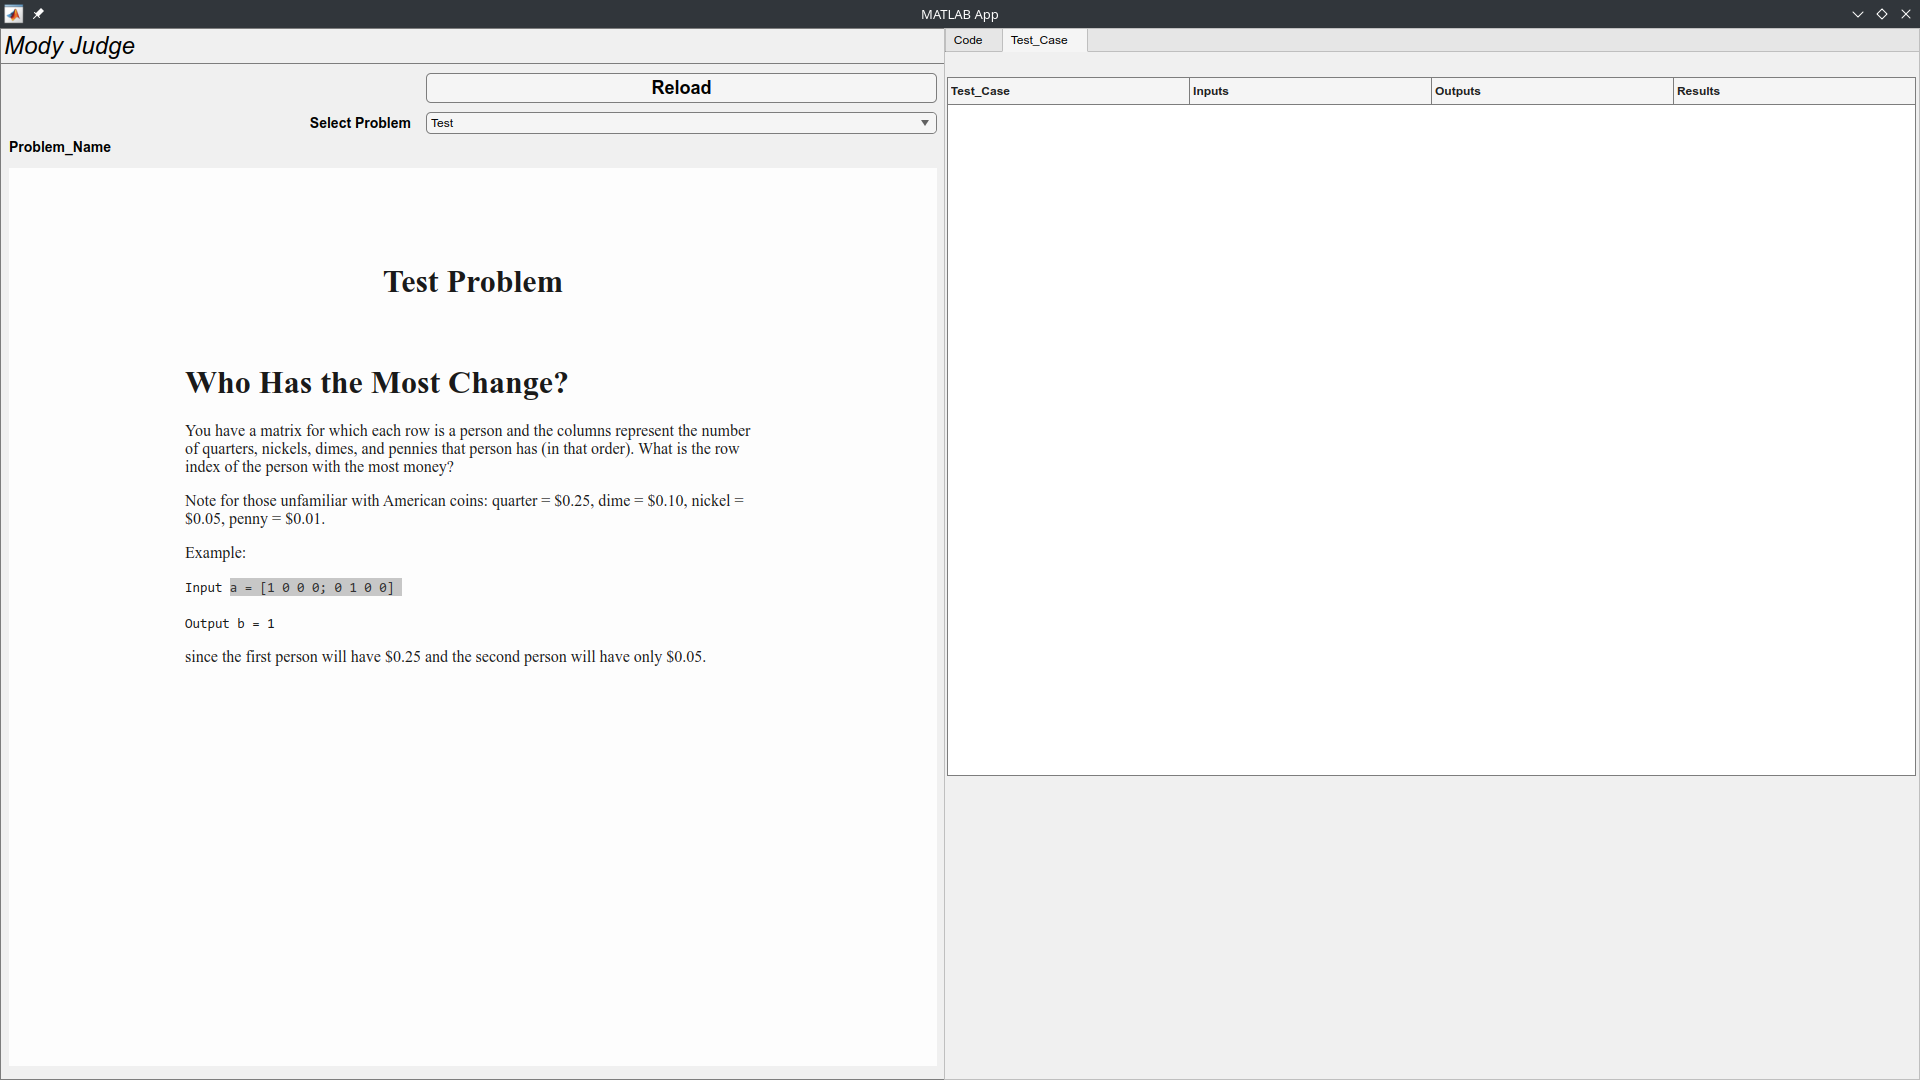 MATLAB App
Mody Judge
Reload
Select Problem
Test
Problem_Name
Test Problem
Who Has the Most Change?
You have a matrix for which each row is a person and the columns represent the number
of quarters, nickels, dimes, and pennies that person has (in that order). What is the row
index of the person with the most money?
Note for those unfamiliar with American coins: quarter = $0.25, dime = $0.10, nickel =
$0.05, penny = $0.01.
Example:
Input a = [1 0 0 0; 0 1 0 0]
Output b = 1
since the first person will have $0.25 and the second person will have only $0.05.
Code Test_Case
Test_Case Inputs Outputs Results